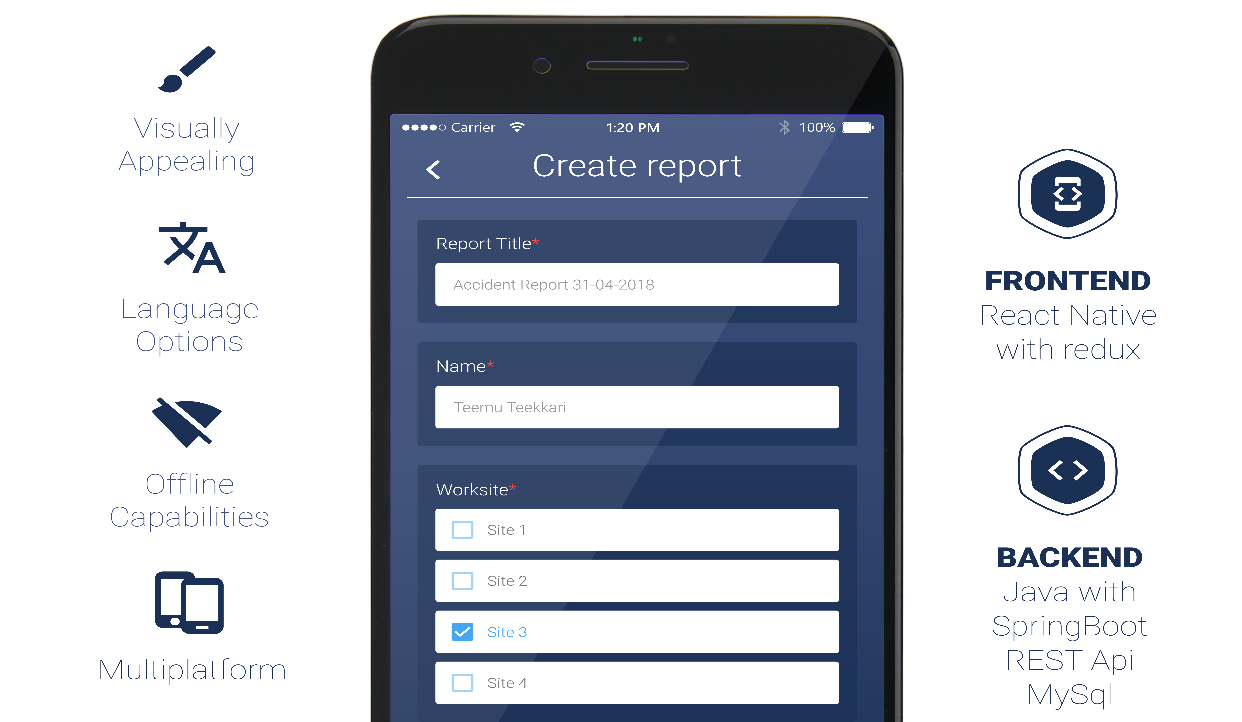 Visually
Appealing
Language
Options
Offline
Capabilities
Multiplatform
Carrier 1:20 PM 100%
Create report
Report Title*
Accident Report 31-04-2018
Name*
Teemu Teekkari
Worksite*
Site 1
Site 2
Site 3
Site 4
FRONTEND
React Native
with redux
BACKEND
Java with
SpringBoot
REST Api
MySql